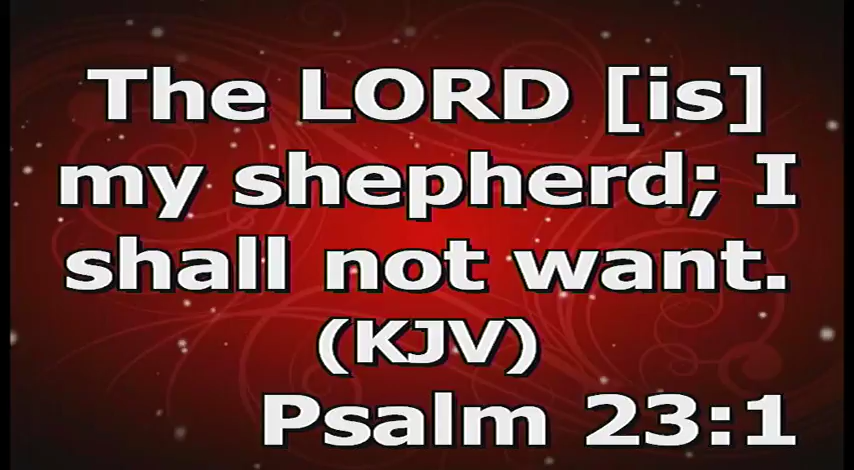 The LORD [is]
my shepherd; I
shall not want.
(KJV)
Psalm 23:1